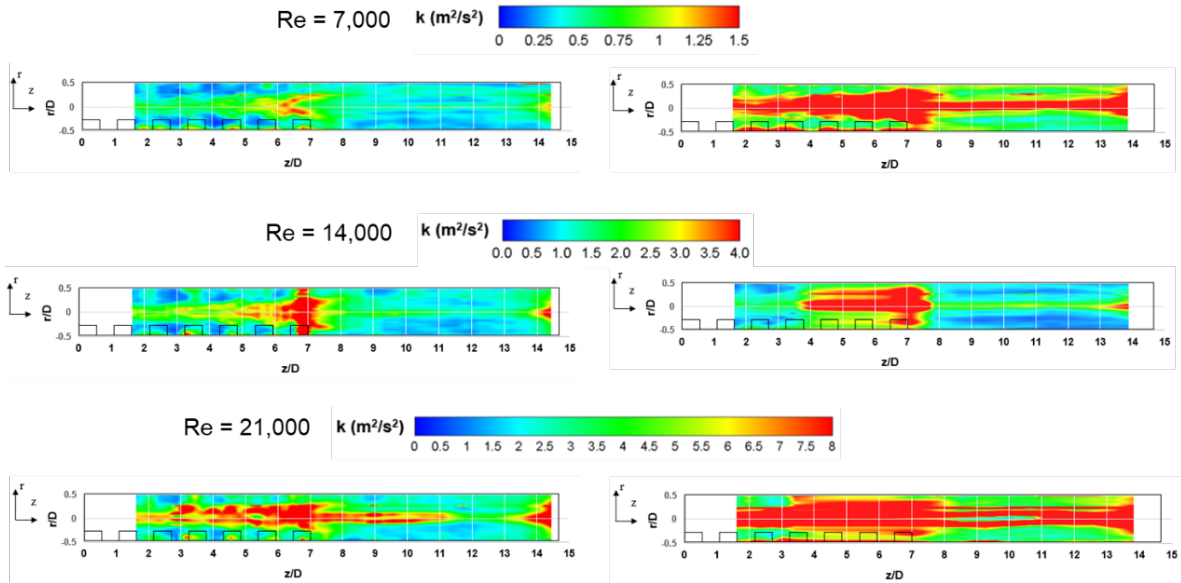 Re = 7,000
k (m²/s²)
0 0.25 0.5 0.75 1 1.25 1.5
r
z
r/D
0.5
0
-0.5
0 1 2 3 4 5 6 7 8 9 10 11 12 13 14 15
z/D
r
z
r/D
0.5
0
-0.5
0 1 2 3 4 5 6 7 8 9 10 11 12 13 14 15
z/D
Re = 14,000
k (m²/s²)
0.0 0.5 1.0 1.5 2.0 2.5 3.0 3.5 4.0
r
z
r/D
0.5
0
-0.5
0 1 2 3 4 5 6 7 8 9 10 11 12 13 14 15
z/D
r
z
r/D
0.5
0
-0.5
0 1 2 3 4 5 6 7 8 9 10 11 12 13 14 15
z/D
Re = 21,000
k (m²/s²)
0 0.5 1 1.5 2 2.5 3 3.5 4 4.5 5 5.5 6 6.5 7 7.5 8
r
z
r/D
0.5
0
-0.5
0 1 2 3 4 5 6 7 8 9 10 11 12 13 14 15
z/D
r
z
r/D
0.5
0
-0.5
0 1 2 3 4 5 6 7 8 9 10 11 12 13 14 15
z/D